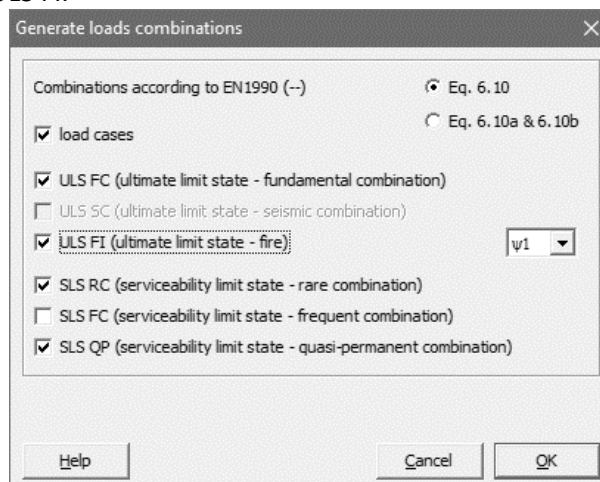 Generate loads combinations
Combinations according to EN1990 (--)
Eq. 6.10
Eq. 6.10a & 6.10b
load cases
ULS FC (ultimate limit state - fundamental combination)
ULS SC (ultimate limit state - seismic combination)
ULS FI (ultimate limit state - fire)
ψ1
SLS RC (serviceability limit state - rare combination)
SLS FC (serviceability limit state - frequent combination)
SLS QP (serviceability limit state - quasi-permanent combination)
Help
Cancel
OK